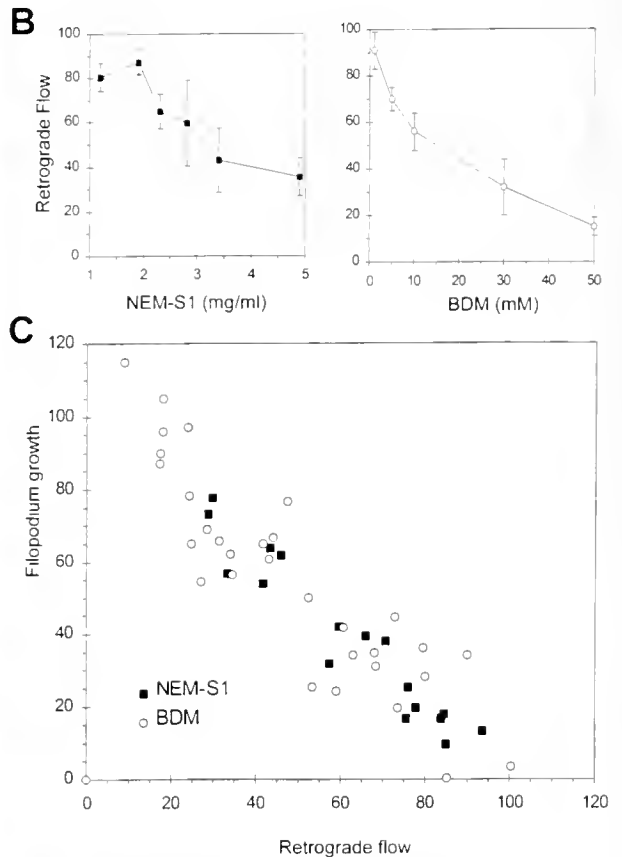 B
100
80
60
40
20
0
Retrograde Flow
1 2 3 4 5
NEM-S1 (mg/ml)
100
80
60
40
20
0
0 10 20 30 40 50
BDM (mM)
C
120
100
80
60
40
20
0
Filopodium growth
NEM-S1
BDM
0 20 40 60 80 100 120
Retrograde flow